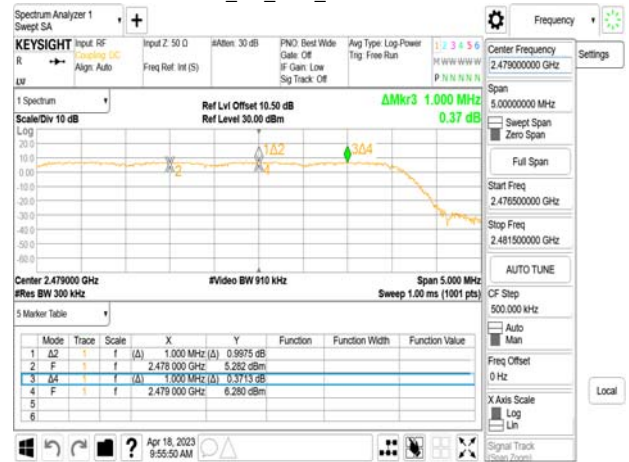 Spectrum Analyzer 1
Swept SA
+
Frequency
KEYSIGHT
R
LV
Input: RF
Coupling: DC
Align: Auto
Input Z: 50 Ω
Freq Ref: Int (S)
#Atten: 30 dB
PNO: Best Wide
Gate: Off
IF Gain: Low
Sig Track: Off
Avg Type: Log-Power
Trig: Free Run
1 2 3 4 5 6
M W W W W W
P N N N N N
Center Frequency
2.479000000 GHz
Settings
Span
5.00000000 MHz
Swept Span
Zero Span
Full Span
Start Freq
2.476500000 GHz
Stop Freq
2.481500000 GHz
AUTO TUNE
CF Step
500.000 kHz
Auto
Man
Freq Offset
0 Hz
X Axis Scale
Log
Lin
Signal Track
(Span Zoom)
Local
1 Spectrum
Scale/Div 10 dB
Ref Lvl Offset 10.50 dB
Ref Level 30.00 dBm
ΔMkr3 1.000 MHz
0.37 dB
Log
20.0
10.0
0.00
-10.0
-20.0
-30.0
-40.0
-50.0
-60.0
1Δ2
3Δ4
2
4
Center 2.479000 GHz
#Res BW 300 kHz
#Video BW 910 kHz
Span 5.000 MHz
Sweep 1.00 ms (1001 pts)
5 Marker Table
Mode Trace Scale X Y Function Function Width Function Value
1 Δ2 1 f (Δ) 1.000 MHz (Δ) 0.9975 dB
2 F 1 f 2.478 000 GHz 5.282 dBm
3 Δ4 1 f (Δ) 1.000 MHz (Δ) 0.3713 dB
4 F 1 f 2.479 000 GHz 6.280 dBm
5
6
?
Apr 18, 2023
9:55:50 AM